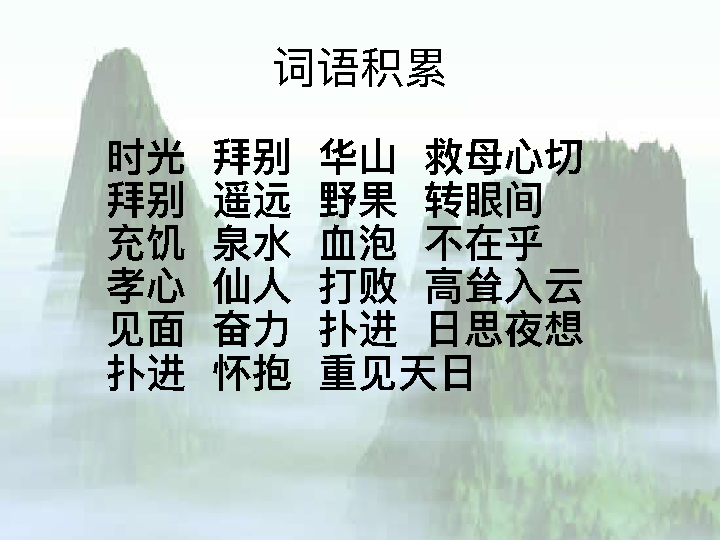 词语积累
时光 拜别 华山 救母心切
拜别 遥远 野果 转眼间
充饥 泉水 血泡 不在乎
孝心 仙人 打败 高耸入云
见面 奋力 扑进 日思夜想
扑进 怀抱 重见天日